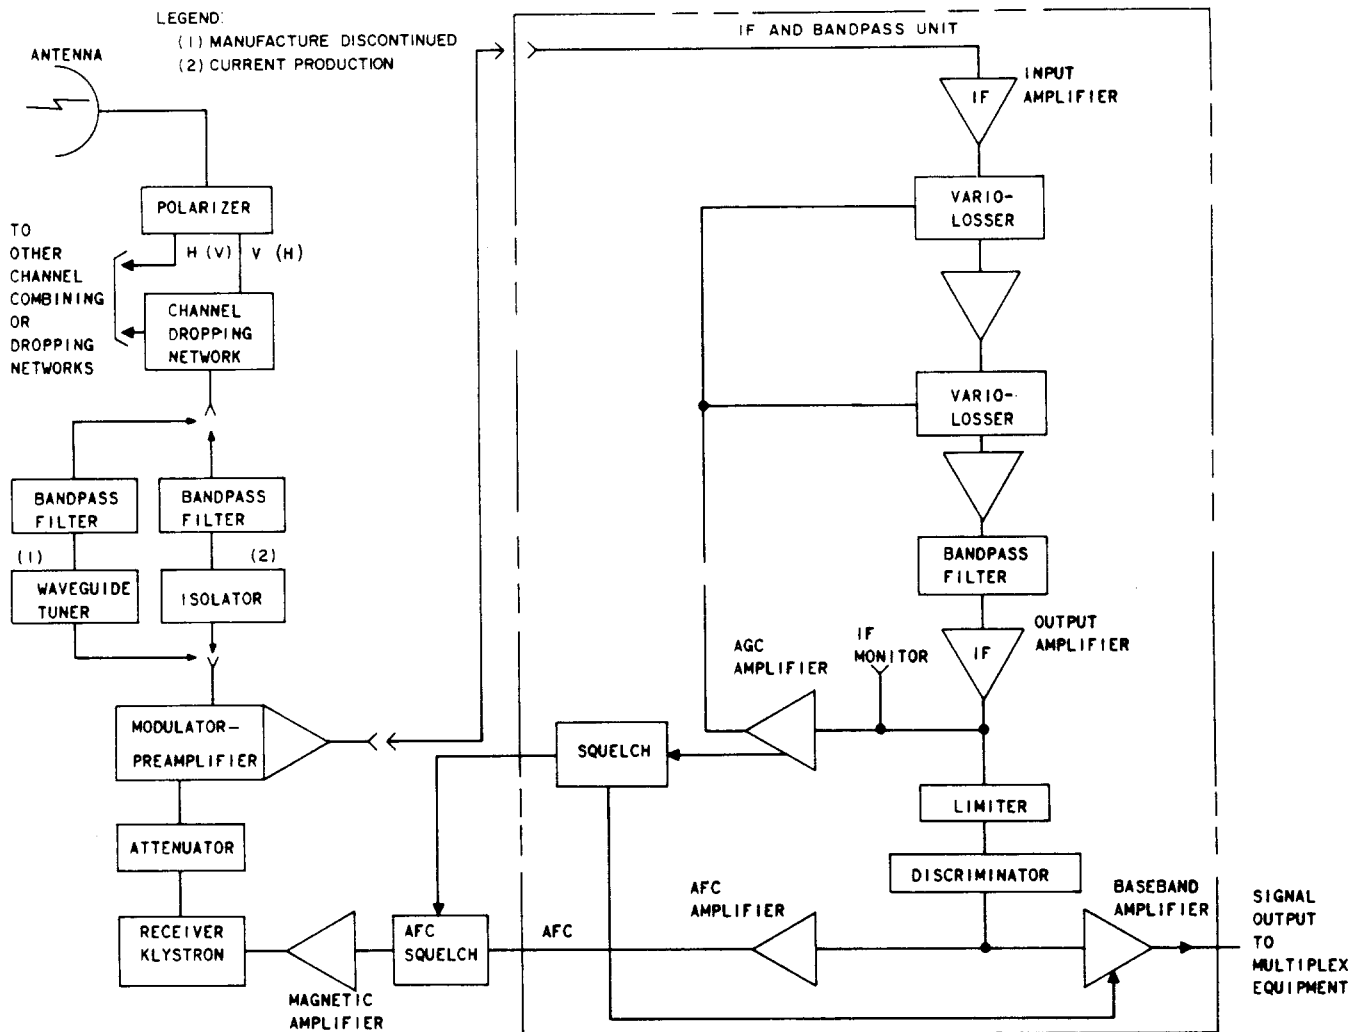 LEGEND:
(1) MANUFACTURE DISCONTINUED
(2) CURRENT PRODUCTION
ANTENNA
POLARIZER
H (V) V (H)
TO
OTHER
CHANNEL
COMBINING
OR
DROPPING
NETWORKS
CHANNEL
DROPPING
NETWORK
BANDPASS
FILTER
BANDPASS
FILTER
(1)
(2)
WAVEGUIDE
TUNER
ISOLATOR
MODULATOR-
PREAMPLIFIER
ATTENUATOR
RECEIVER
KLYSTRON
MAGNETIC
AMPLIFIER
AFC
SQUELCH
AFC
IF AND BANDPASS UNIT
IF
INPUT
AMPLIFIER
VARIO-
LOSSER
VARIO-
LOSSER
BANDPASS
FILTER
IF
OUTPUT
AMPLIFIER
IF
MONITOR
AGC
AMPLIFIER
SQUELCH
LIMITER
DISCRIMINATOR
AFC
AMPLIFIER
BASEBAND
AMPLIFIER
SIGNAL
OUTPUT
TO
MULTIPLEX
EQUIPMENT